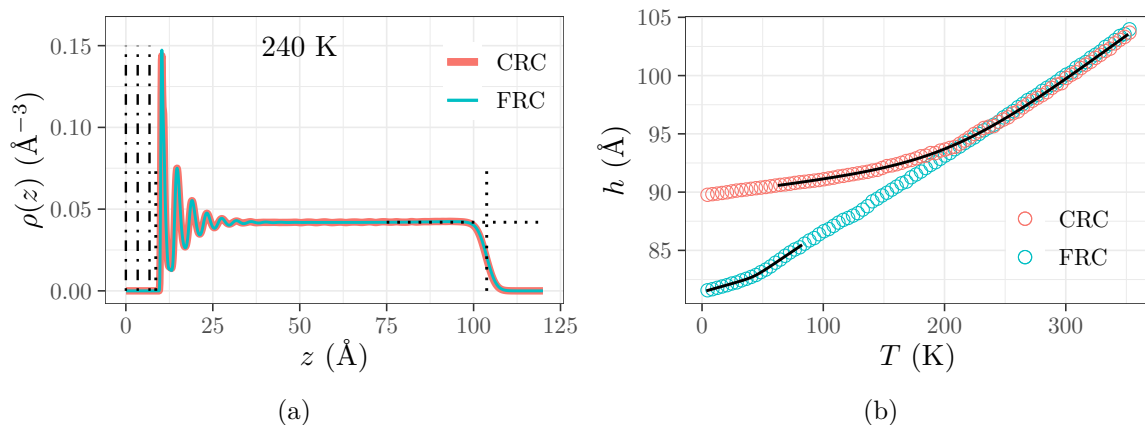 240 K
CRC
FRC
ρ(z) (Å⁻³)
0.15
0.10
0.05
0.00
0 25 50 75 100 125
z (Å)
(a)
h (Å)
105
100
95
90
85
CRC
FRC
0 100 200 300
T (K)
(b)